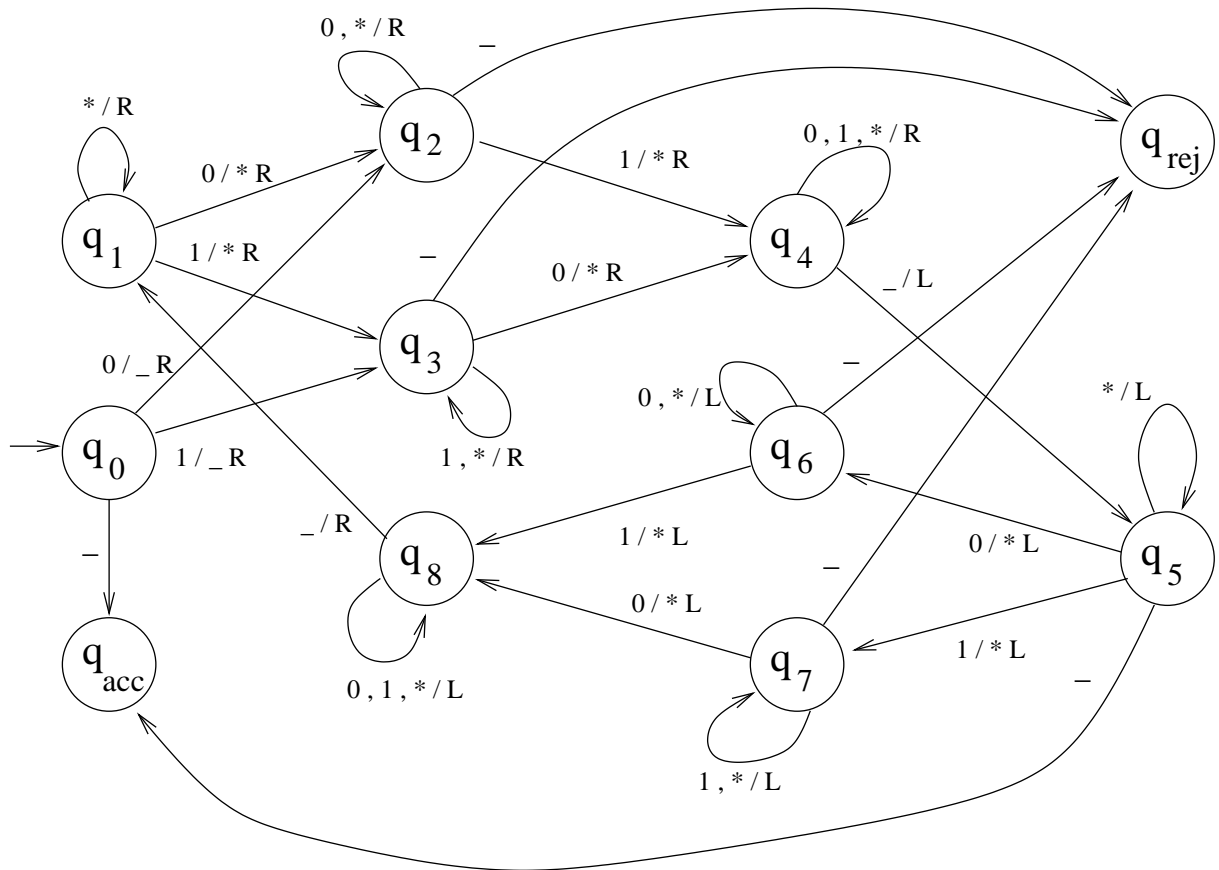 0 , * / R
–
* / R
q2
qrej
0 , 1 , * / R
0 / * R
1 / * R
q1
q4
1 / * R
–
0 / * R
_ / L
q3
0 / _ R
–
* / L
0 , * / L
q0
1 / _ R
1 , * / R
q6
_ / R
1 / * L
0 / * L
–
q8
–
q5
0 / * L
1 / * L
qacc
q7
0 , 1 , * / L
–
1 , * / L